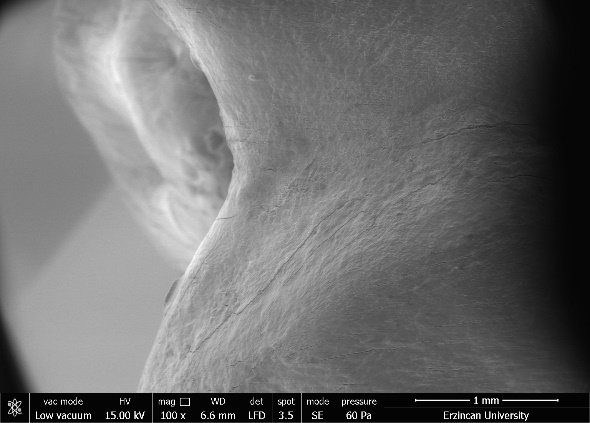 vac mode HV mag WD det spot mode pressure 1 mm
Low vacuum 15.00 kV 100 x 6.6 mm LFD 3.5 SE 60 Pa Erzincan University